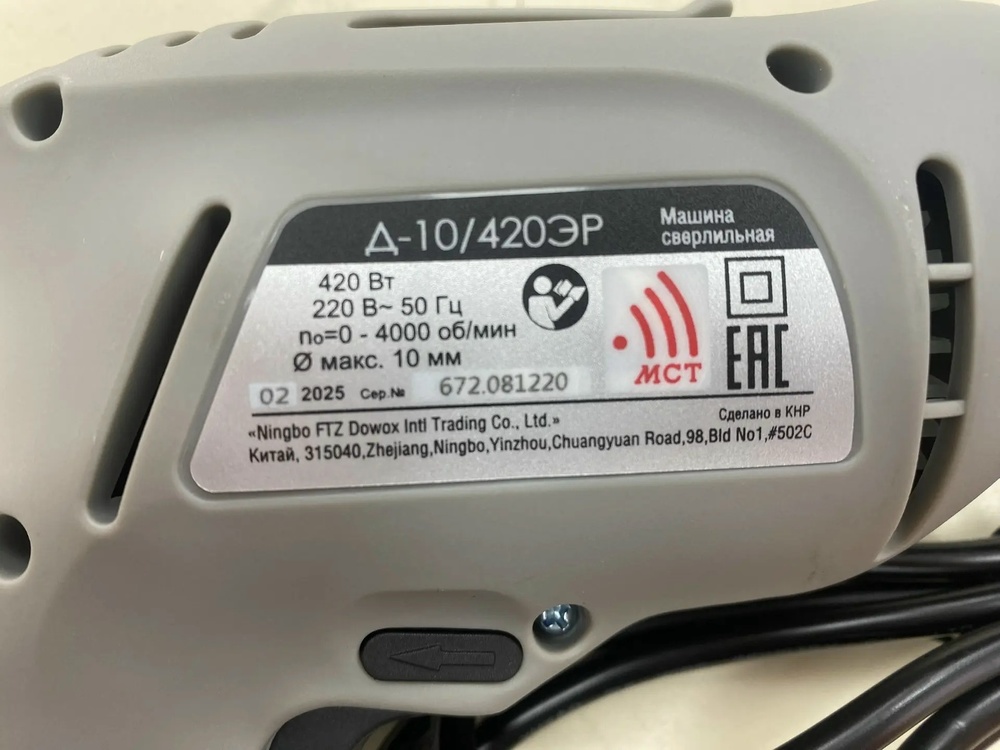 Д-10/420ЭР
Машина
сверлильная
420 Вт
220 В~ 50 Гц
n₀=0 - 4000 об/мин
Ø макс. 10 мм
02 2025 Сер.№ 672.081220
МСТ
EAC
Сделано в КНР
«Ningbo FTZ Dowox Intl Trading Co., Ltd.»
Китай, 315040,Zhejiang,Ningbo,Yinzhou,Chuangyuan Road,98,Bld No1,#502C